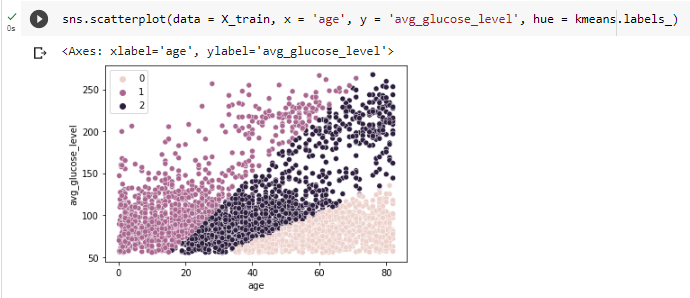 sns.scatterplot(data = X_train, x = 'age', y = 'avg_glucose_level', hue = kmeans.labels_)
0s
<Axes: xlabel='age', ylabel='avg_glucose_level'>
0
1
2
250
200
150
100
50
avg_glucose_level
0 20 40 60 80
age